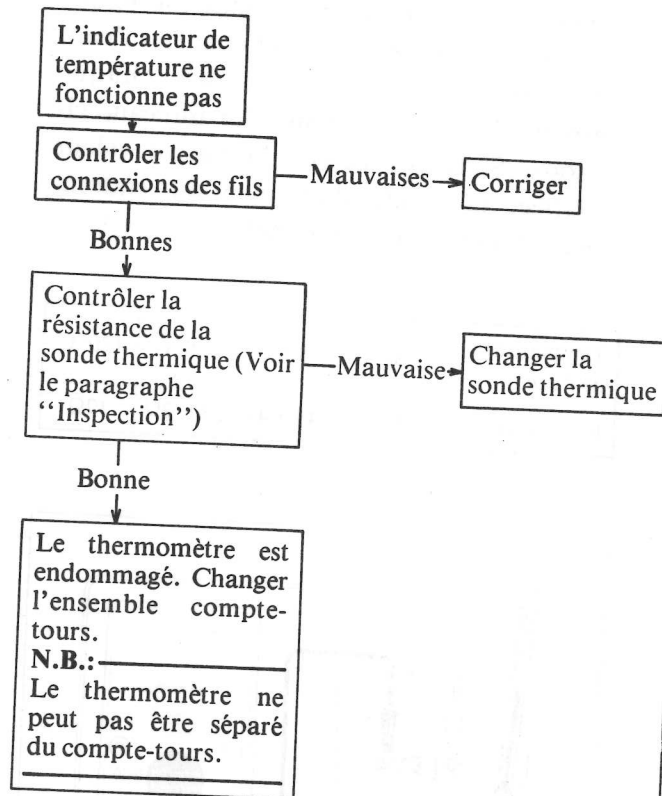 L'indicateur de
température ne
fonctionne pas
Contrôler les
connexions des fils
Mauvaises
Corriger
Bonnes
Contrôler la
résistance de la
sonde thermique (Voir
le paragraphe
‘‘Inspection’’)
Mauvaise
Changer la
sonde thermique
Bonne
Le thermomètre est
endommagé. Changer
l'ensemble compte-
tours.
N.B.:
Le thermomètre ne
peut pas être séparé
du compte-tours.